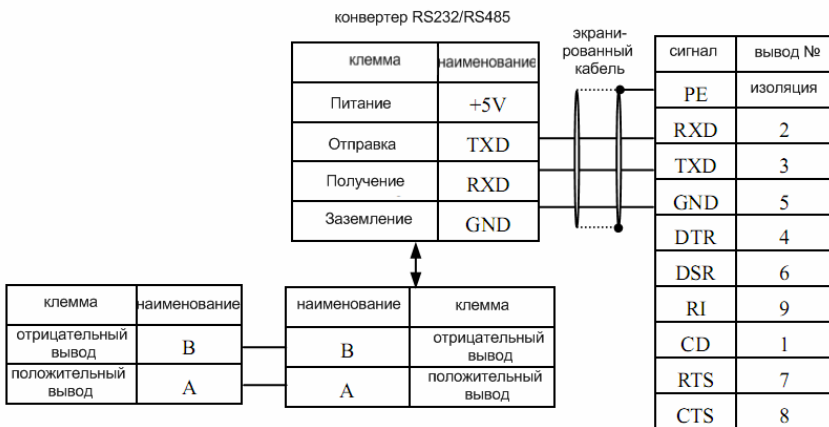 конвертер RS232/RS485
экрани-
рованный
кабель
клемма наименование
Питание +5V
Отправка TXD
Получение RXD
Заземление GND
сигнал вывод №
PE изоляция
RXD 2
TXD 3
GND 5
DTR 4
DSR 6
RI 9
CD 1
RTS 7
CTS 8
клемма наименование
отрицательный
вывод
B
положительный
вывод
A
наименование клемма
B
отрицательный
вывод
A
положительный
вывод